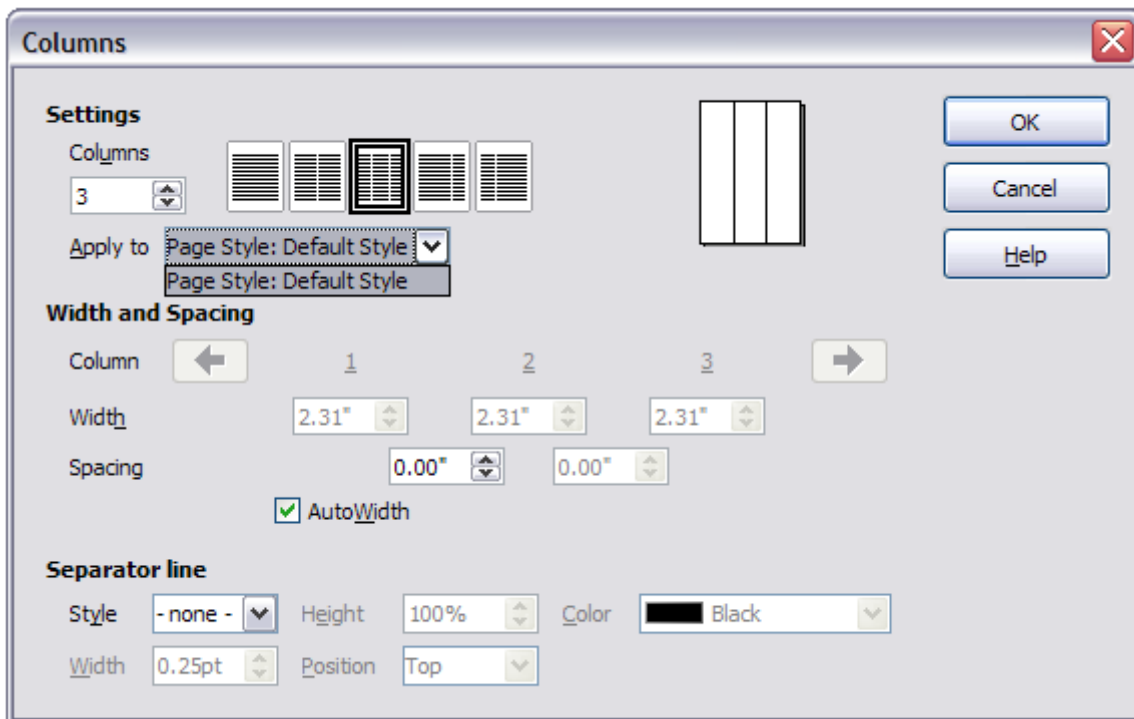 Columns
Settings
OK
Columns
3
Cancel
Apply to Page Style: Default Style
Page Style: Default Style
Help
Width and Spacing
Column 1 2 3
Width 2.31" 2.31" 2.31"
Spacing 0.00" 0.00"
AutoWidth
Separator line
Style - none - Height 100% Color Black
Width 0.25pt Position Top